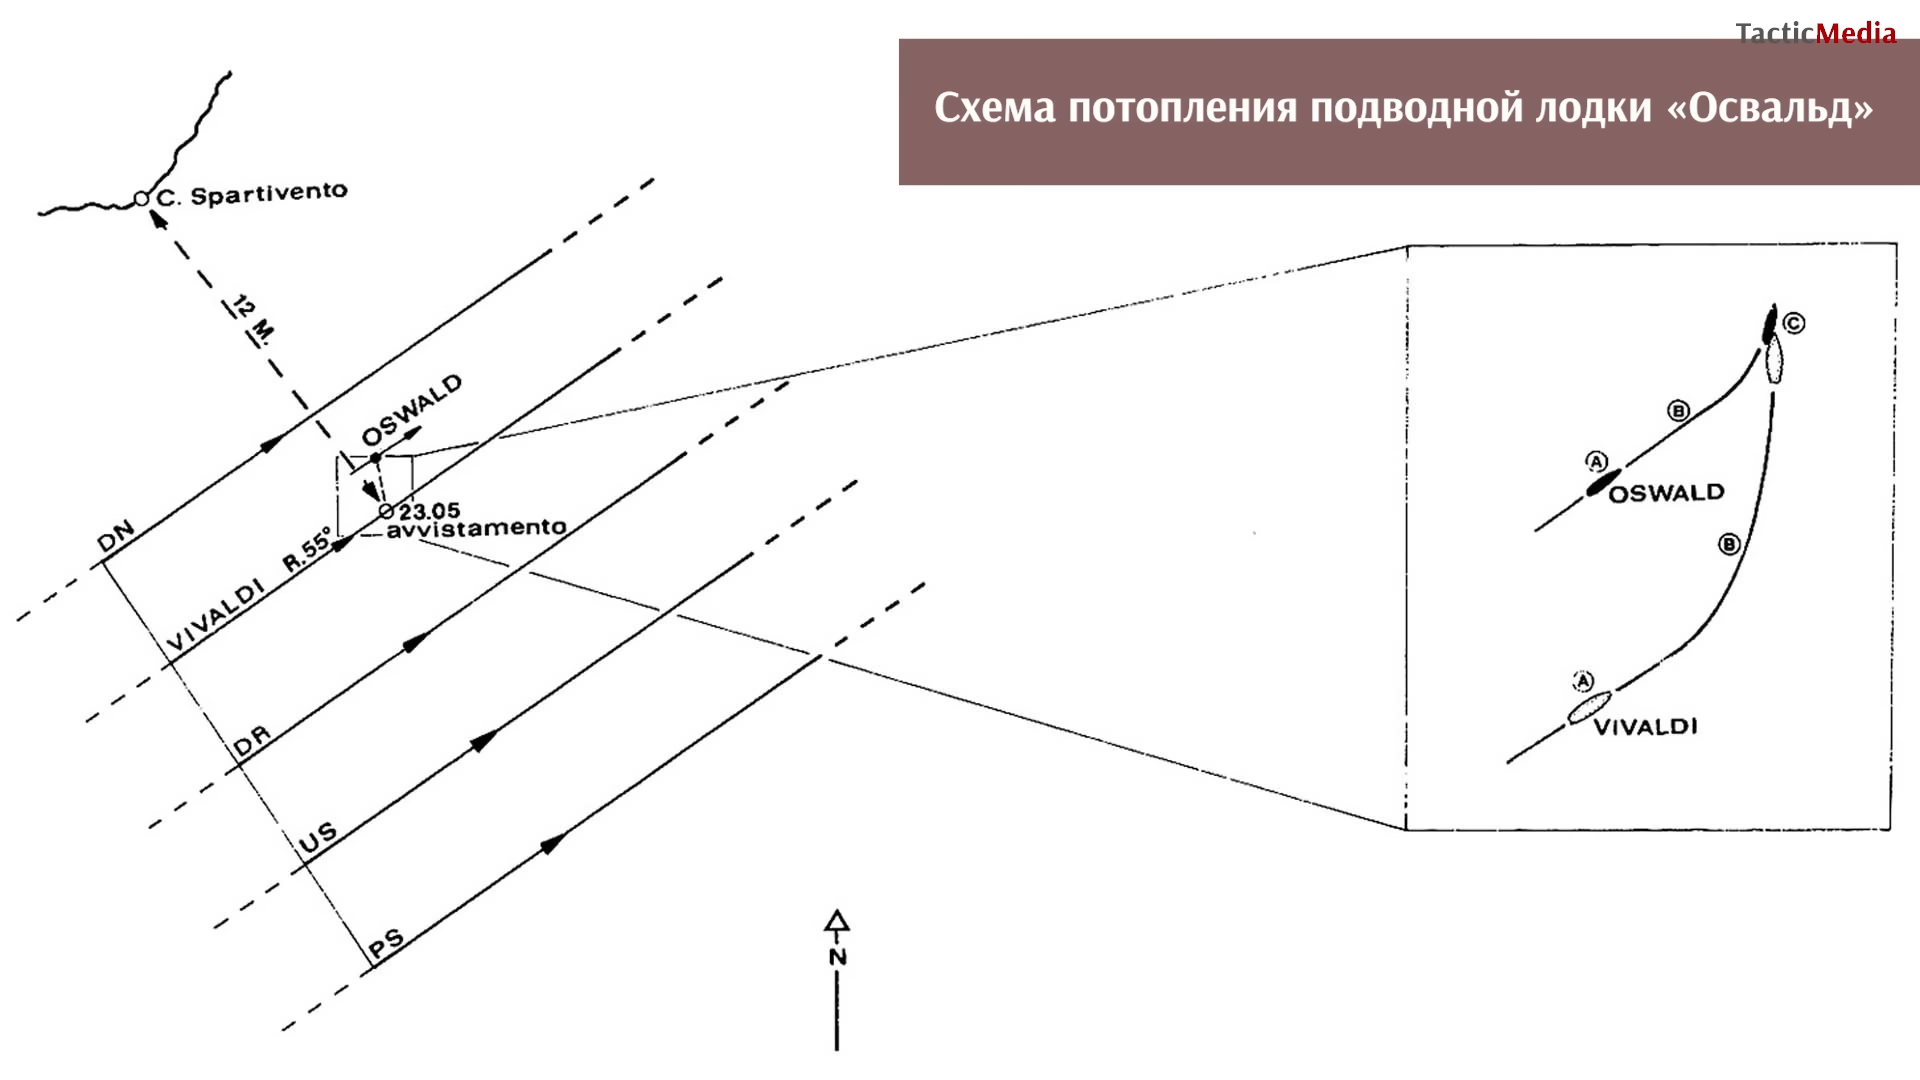 TacticMedia
Схема потопления подводной лодки «Освальд»
C. Spartivento
12 M.
OSWALD
23.05
avvistamento
DN
R.55°
VIVALDI
DR
US
PS
N
C
B
A
OSWALD
B
A
VIVALDI